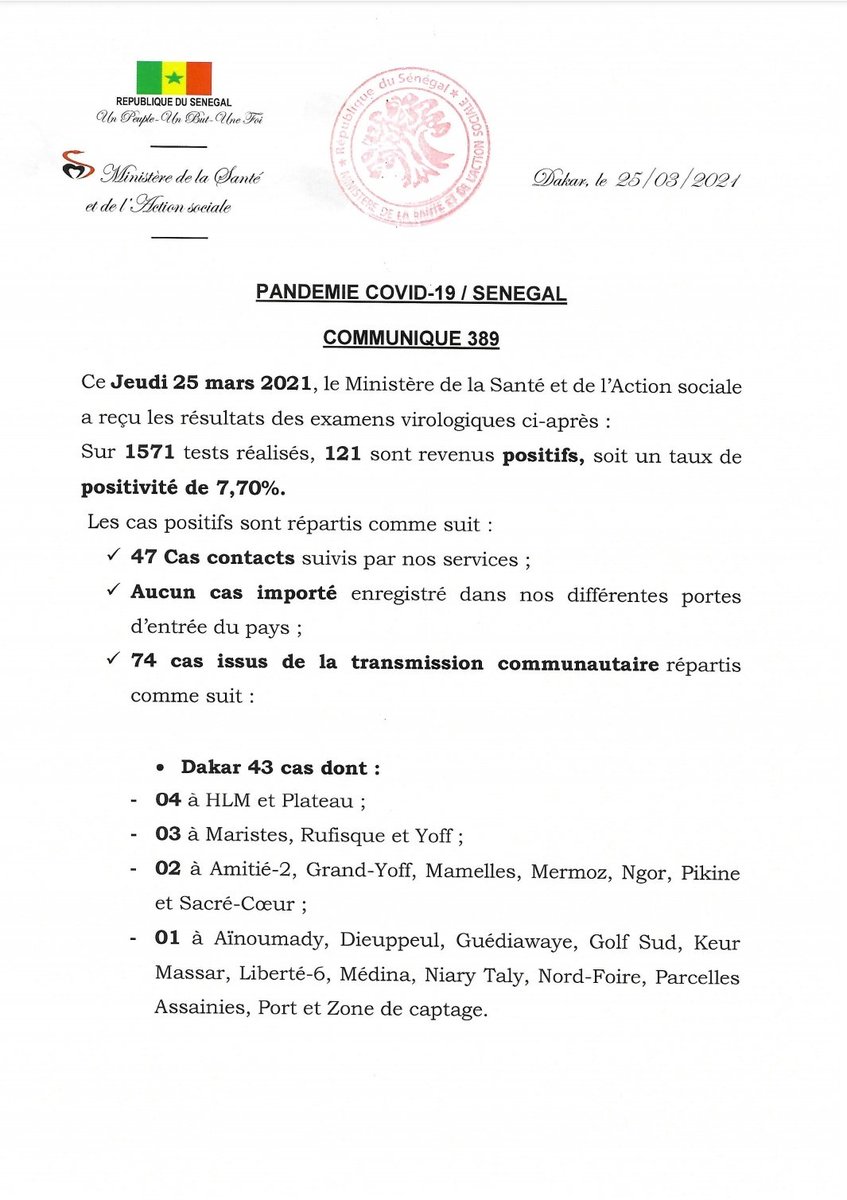 REPUBLIQUE DU SENEGAL
Un Peuple-Un But-Une Foi
Ministère de la Santé
et de l'Action sociale
★ République du Sénégal ★
MINISTERE DE LA SANTE ET DE L'ACTION SOCIALE
Dakar, le 25/03/2021
PANDEMIE COVID-19 / SENEGAL
COMMUNIQUE 389
Ce Jeudi 25 mars 2021, le Ministère de la Santé et de l'Action sociale
a reçu les résultats des examens virologiques ci-après :
Sur 1571 tests réalisés, 121 sont revenus positifs, soit un taux de
positivité de 7,70%.
Les cas positifs sont répartis comme suit :
✓ 47 Cas contacts suivis par nos services ;
✓ Aucun cas importé enregistré dans nos différentes portes
d'entrée du pays ;
✓ 74 cas issus de la transmission communautaire répartis
comme suit :
• Dakar 43 cas dont :
- 04 à HLM et Plateau ;
- 03 à Maristes, Rufisque et Yoff ;
- 02 à Amitié-2, Grand-Yoff, Mamelles, Mermoz, Ngor, Pikine
et Sacré-Cœur ;
- 01 à Aïnoumady, Dieuppeul, Guédiawaye, Golf Sud, Keur
Massar, Liberté-6, Médina, Niary Taly, Nord-Foire, Parcelles
Assainies, Port et Zone de captage.